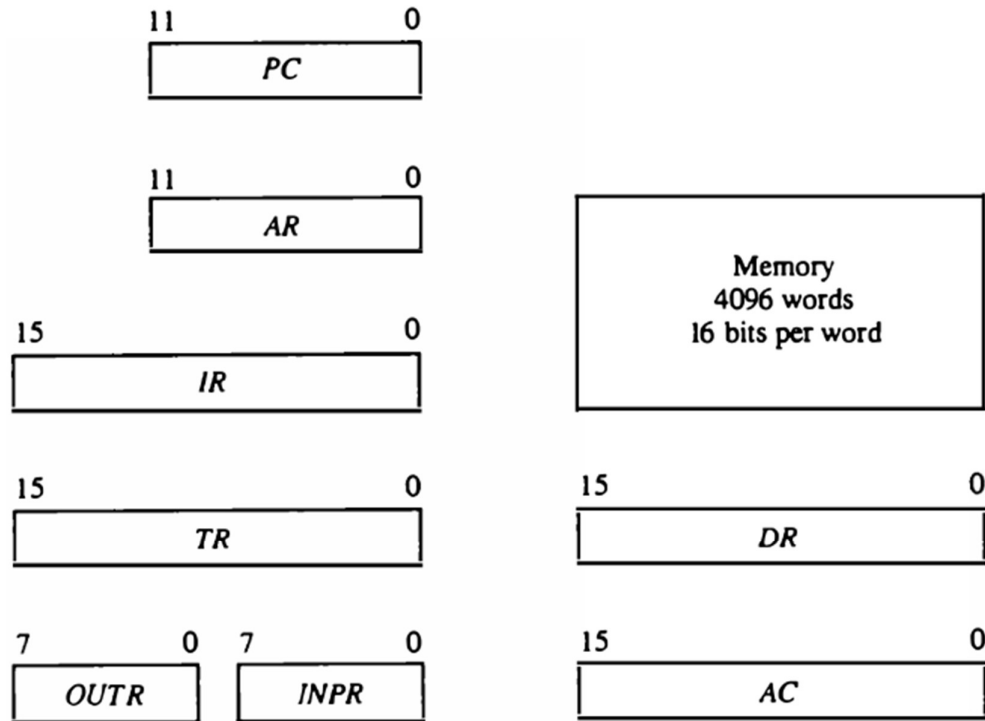 11 0
PC
11 0
AR
Memory
4096 words
16 bits per word
15 0
IR
15 0
TR
15 0
DR
7 0
OUTR
7 0
INPR
15 0
AC